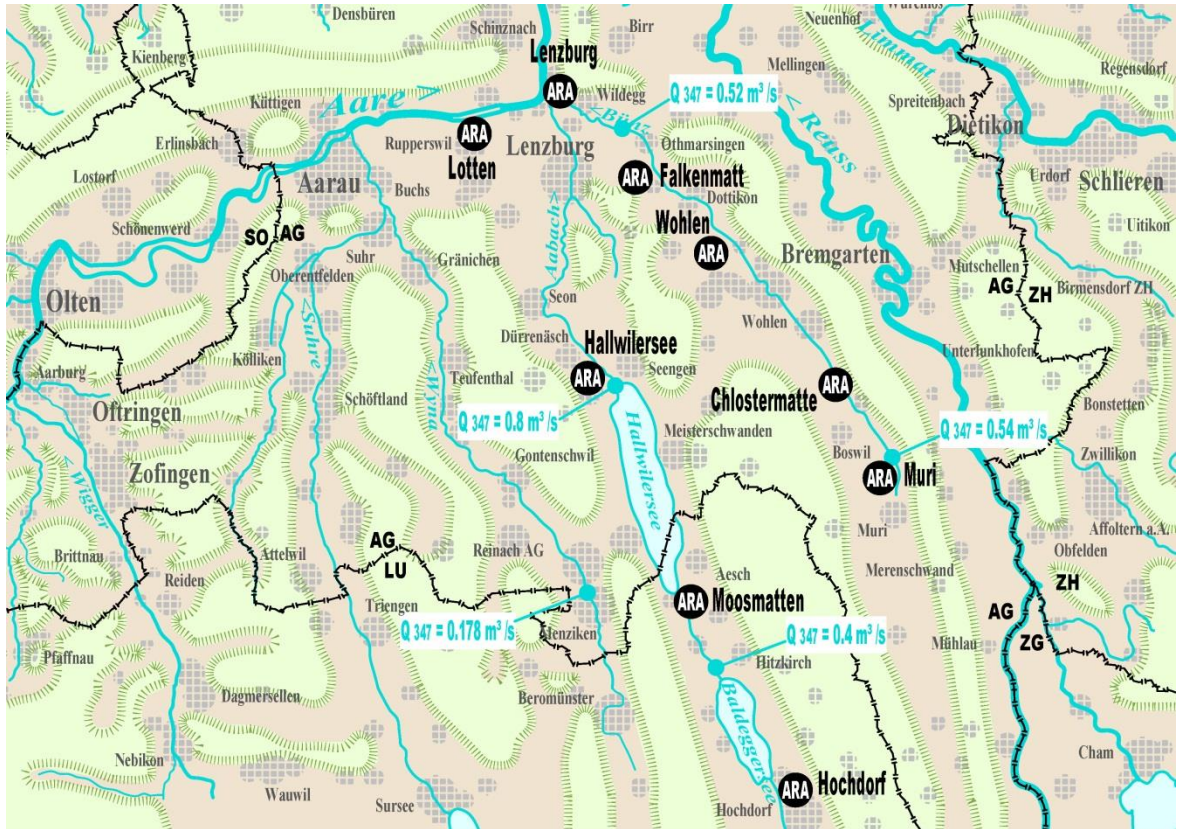 Densbüren
Schinznach
Birr
Neuenhof
Kienberg
Lenzburg
Mellingen
Limmat
Regensdorf
ARA
Wildegg
Q 347 = 0.52 m³/s
Küttigen
Aare >
Spreitenbach
< Bünz
< Reuss
Dietikon
Erlinsbach
Rupperswil
ARA
Lenzburg
Othmarsingen
Lotten
Lostorf
Aarau
Buchs
ARA
Falkenmatt
Urdorf
Schlieren
Dottikon
Schönenwerd
Wohlen
Uitikon
SO
AG
Suhr
Gränichen
Aabach >
ARA
Bremgarten
Mutschellen
Oberentfelden
AG
ZH
Birmensdorf ZH
Olten
Seon
< Suhre
Dürrenäsch
Hallwilersee
Wohlen
Kölliken
< Wyna
Seengen
Unterlunkhofen
Aarburg
Teufenthal
ARA
ARA
Oftringen
Schöftland
Chlostermatte
Bonstetten
Q 347 = 0.8 m³/s
Hallwilersee
Meisterschwanden
Q 347 = 0.54 m³/s
Gontenschwil
Boswil
Zwillikon
< Wigger
Zofingen
ARA
Muri
Muri
Affoltern a.A.
AG
Attelwil
LU
Reinach AG
Obfelden
Brittnau
Reiden
Aesch
Merenschwand
ZH
Triengen
ARA
Moosmatten
AG
Q 347 = 0.178 m³/s
Menziken
Q 347 = 0.4 m³/s
Mühlau
ZG
Pfaffnau
Hitzkirch
Dagmersellen
Beromünster
Baldeggersee
Nebikon
Cham
Wauwil
ARA
Hochdorf
Sursee
Hochdorf